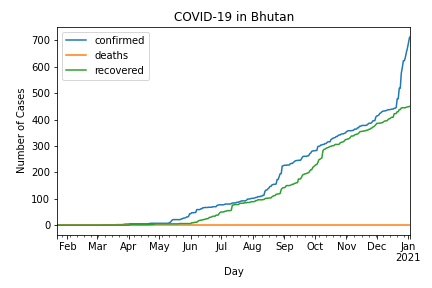 COVID-19 in Bhutan
confirmed
deaths
recovered
Number of Cases
700
600
500
400
300
200
100
0
Feb Mar Apr May Jun Jul Aug Sep Oct Nov Dec Jan
2021
Day